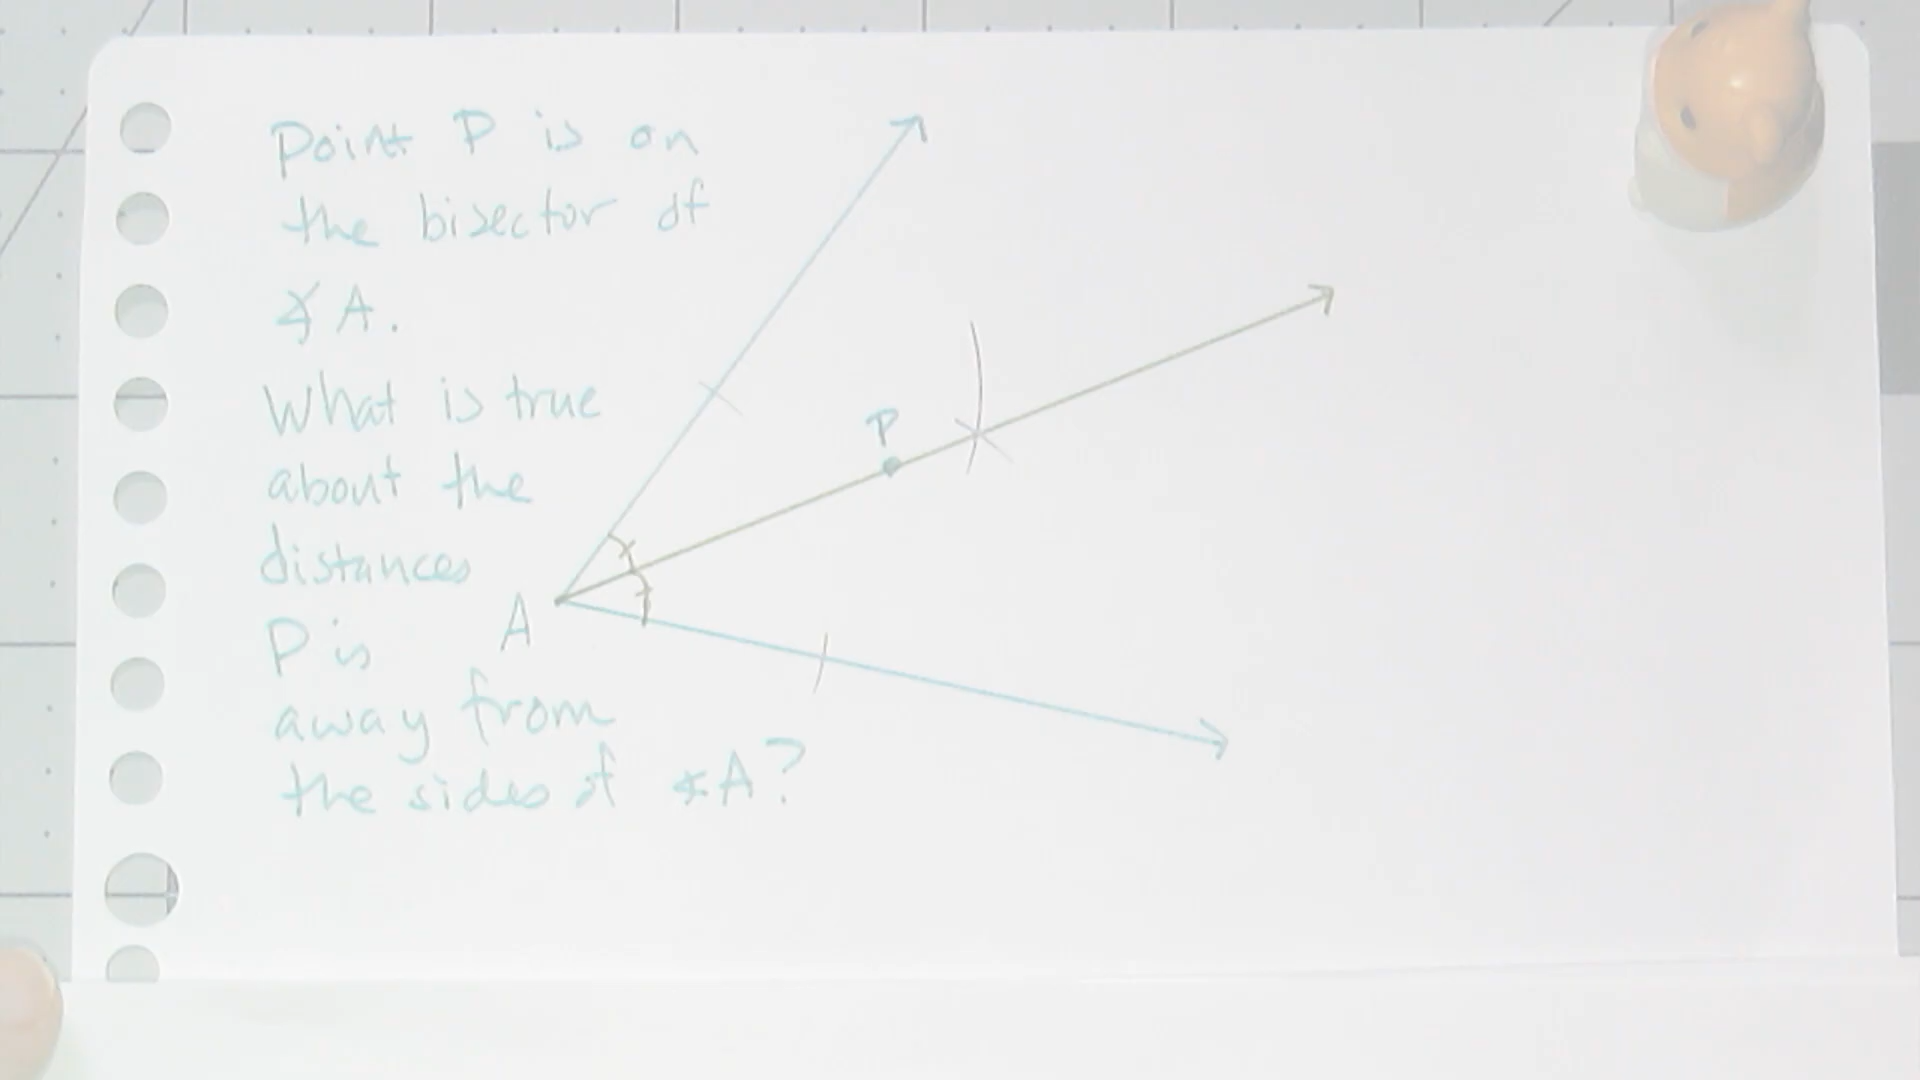 Point P is on
the bisector of
∡A.
What is true
about the
distances
P is
away from
the sides of ∡A?
P
A